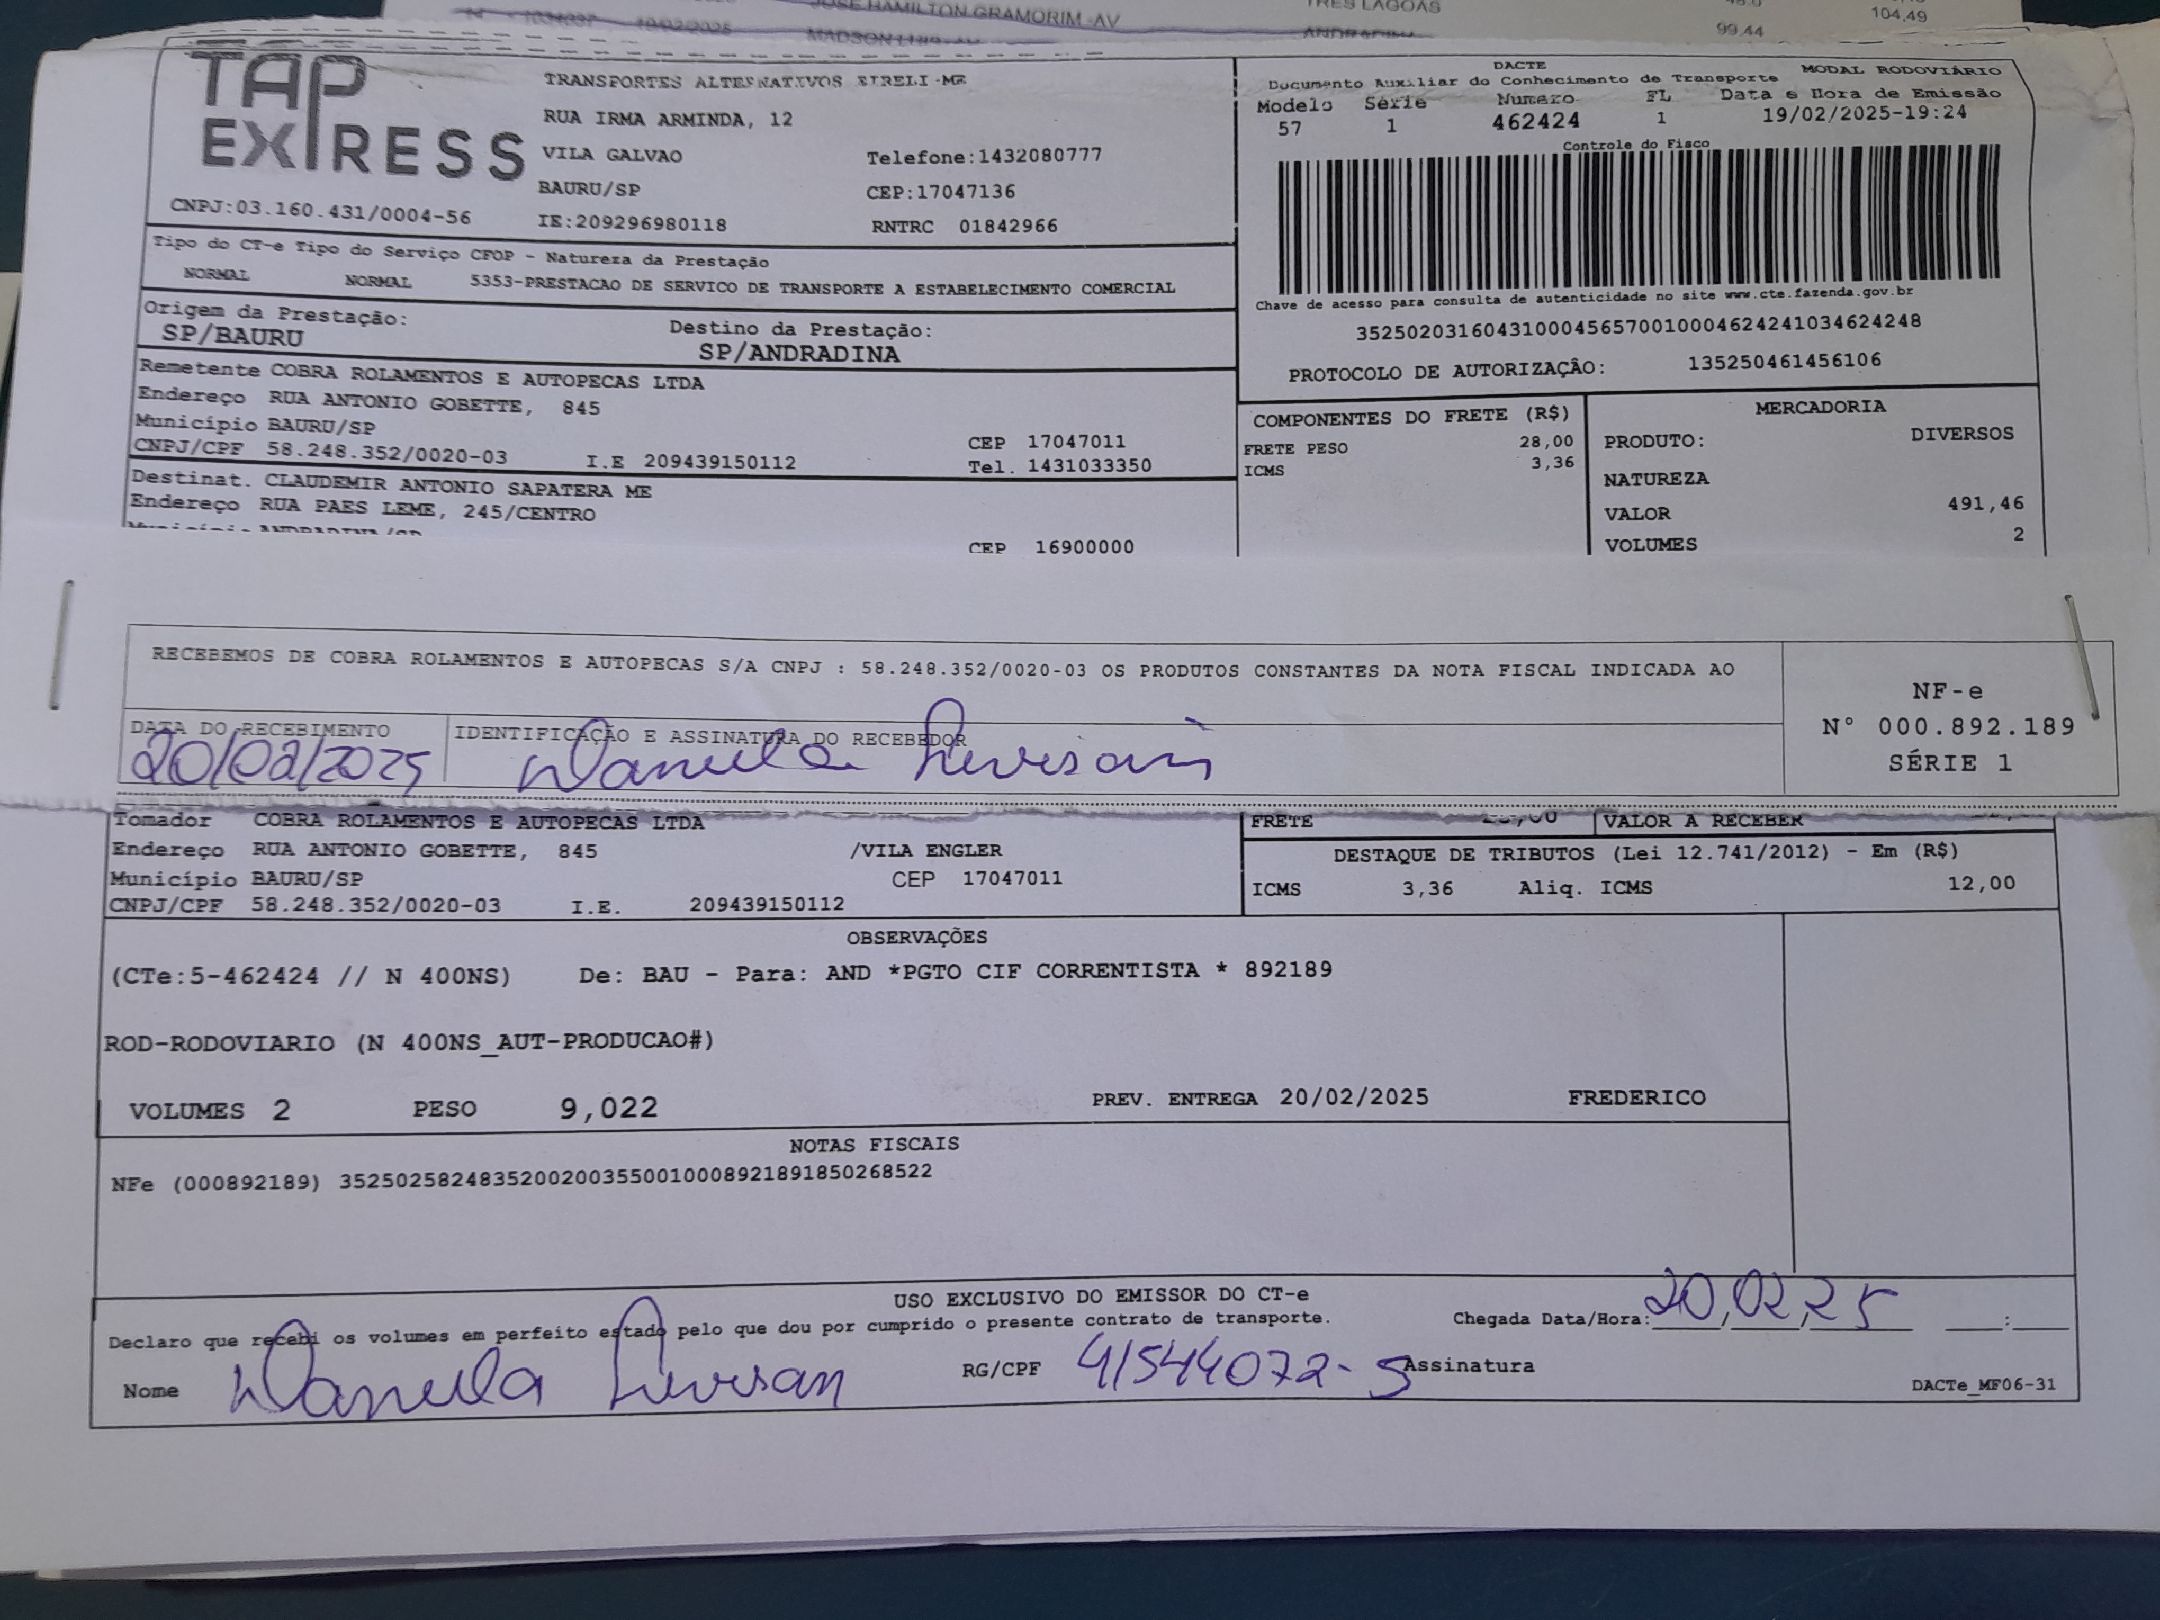 JOSE HAMILTON GRAMORIM -AV
TRES LAGOAS
104,49
99,44
TAP EXPRESS
TRANSPORTES ALTERNATIVOS EIRELI-ME
RUA IRMA ARMINDA, 12
VILA GALVAO
Telefone:1432080777
BAURU/SP
CEP:17047136
CNPJ:03.160.431/0004-56
IE:209296980118
RNTRC 01842966
DACTE
MODAL RODOVIÁRIO
Documento Auxiliar do Conhecimento de Transporte
Modelo Série Numero FL Data e Hora de Emissão
57 1 462424 1 19/02/2025-19:24
Controle do Fisco
Chave de acesso para consulta de autenticidade no site www.cte.fazenda.gov.br
35250203160431000456570010004624241034624248
PROTOCOLO DE AUTORIZAÇÂO: 135250461456106
Tipo do CT-e Tipo do Serviço CFOP - Natureza da Prestação
NORMAL NORMAL 5353-PRESTACAO DE SERVICO DE TRANSPORTE A ESTABELECIMENTO COMERCIAL
Origem da Prestação:
SP/BAURU
Destino da Prestação:
SP/ANDRADINA
Remetente COBRA ROLAMENTOS E AUTOPECAS LTDA
Endereço RUA ANTONIO GOBETTE, 845
Município BAURU/SP
CEP 17047011
CNPJ/CPF 58.248.352/0020-03 I.E 209439150112 Tel. 1431033350
Destinat. CLAUDEMIR ANTONIO SAPATERA ME
Endereço RUA PAES LEME, 245/CENTRO
Município ANDRADINA/SP
CEP 16900000
COMPONENTES DO FRETE (R$)
FRETE PESO 28,00
ICMS 3,36
MERCADORIA
PRODUTO: DIVERSOS
NATUREZA
VALOR 491,46
VOLUMES 2
RECEBEMOS DE COBRA ROLAMENTOS E AUTOPECAS S/A CNPJ : 58.248.352/0020-03 OS PRODUTOS CONSTANTES DA NOTA FISCAL INDICADA AO
DATA DO RECEBIMENTO
20/02/2025
IDENTIFICAÇÃO E ASSINATURA DO RECEBEDOR
NF-e
N° 000.892.189
SÉRIE 1
Tomador COBRA ROLAMENTOS E AUTOPECAS LTDA
Endereço RUA ANTONIO GOBETTE, 845 /VILA ENGLER
Município BAURU/SP CEP 17047011
CNPJ/CPF 58.248.352/0020-03 I.E. 209439150112
FRETE VALOR A RECEBER
DESTAQUE DE TRIBUTOS (Lei 12.741/2012) - Em (R$)
ICMS 3,36 Aliq. ICMS 12,00
OBSERVAÇÕES
(CTe:5-462424 // N 400NS) De: BAU - Para: AND *PGTO CIF CORRENTISTA * 892189
ROD-RODOVIARIO (N 400NS_AUT-PRODUCAO#)
VOLUMES 2 PESO 9,022 PREV. ENTREGA 20/02/2025 FREDERICO
NOTAS FISCAIS
NFe (000892189) 35250258248352002003550010008921891850268522
USO EXCLUSIVO DO EMISSOR DO CT-e
Declaro que recebi os volumes em perfeito estado pelo que dou por cumprido o presente contrato de transporte.
Chegada Data/Hora: 20/02/25 :
Nome
RG/CPF 41544072-5 Assinatura
DACTe_MF06-31